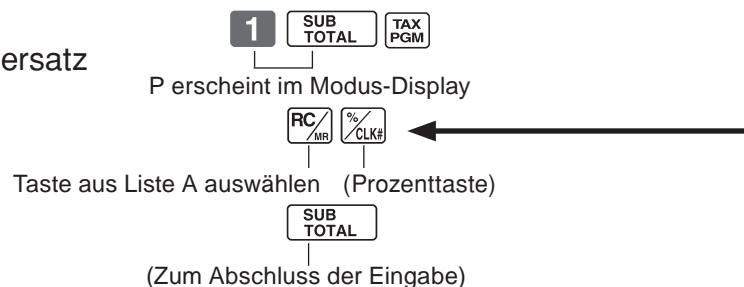 1 SUB TOTAL TAX PGM
ersatz
P erscheint im Modus-Display
RC/MR %/CLK#
Taste aus Liste A auswählen (Prozenttaste)
SUB TOTAL
(Zum Abschluss der Eingabe)